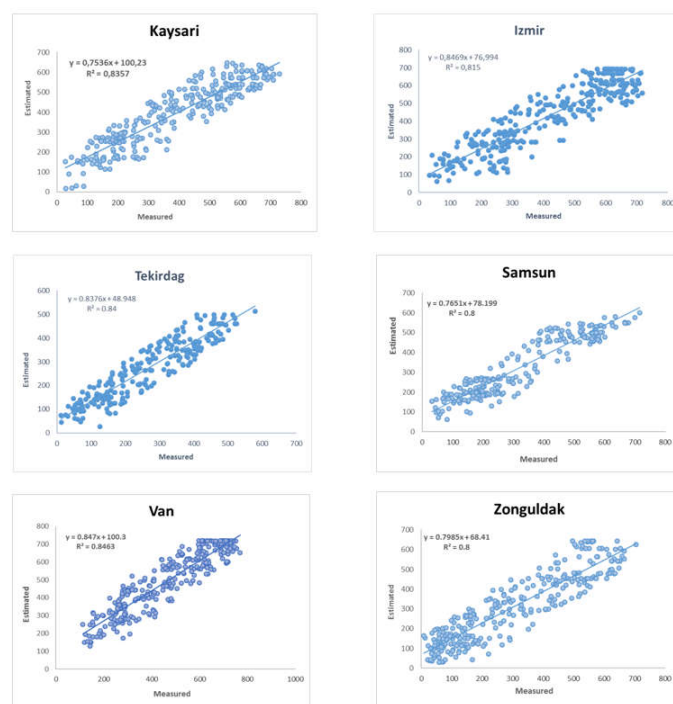 Kaysari
y = 0,7536x + 100,23
R² = 0,8357
Estimated
700
600
500
400
300
200
100
0
0 100 200 300 400 500 600 700 800
Measured
Izmir
y = 0,8469x + 76,994
R² = 0,815
Estimated
800
700
600
500
400
300
200
100
0
0 100 200 300 400 500 600 700 800
Measured
Tekirdag
y = 0.8376x + 48.948
R² = 0.84
Estimated
600
500
400
300
200
100
0
0 100 200 300 400 500 600 700
Measured
Samsun
y = 0.7651x + 78.199
R² = 0.8
Estimated
700
600
500
400
300
200
100
0
0 100 200 300 400 500 600 700 800
Measured
Van
y = 0.847x + 100.3
R² = 0.8463
Estimated
800
700
600
500
400
300
200
100
0
0 200 400 600 800 1000
Measured
Zonguldak
y = 0.7985x + 68.41
R² = 0.8
Estimated
700
600
500
400
300
200
100
0
0 100 200 300 400 500 600 700 800
Measured